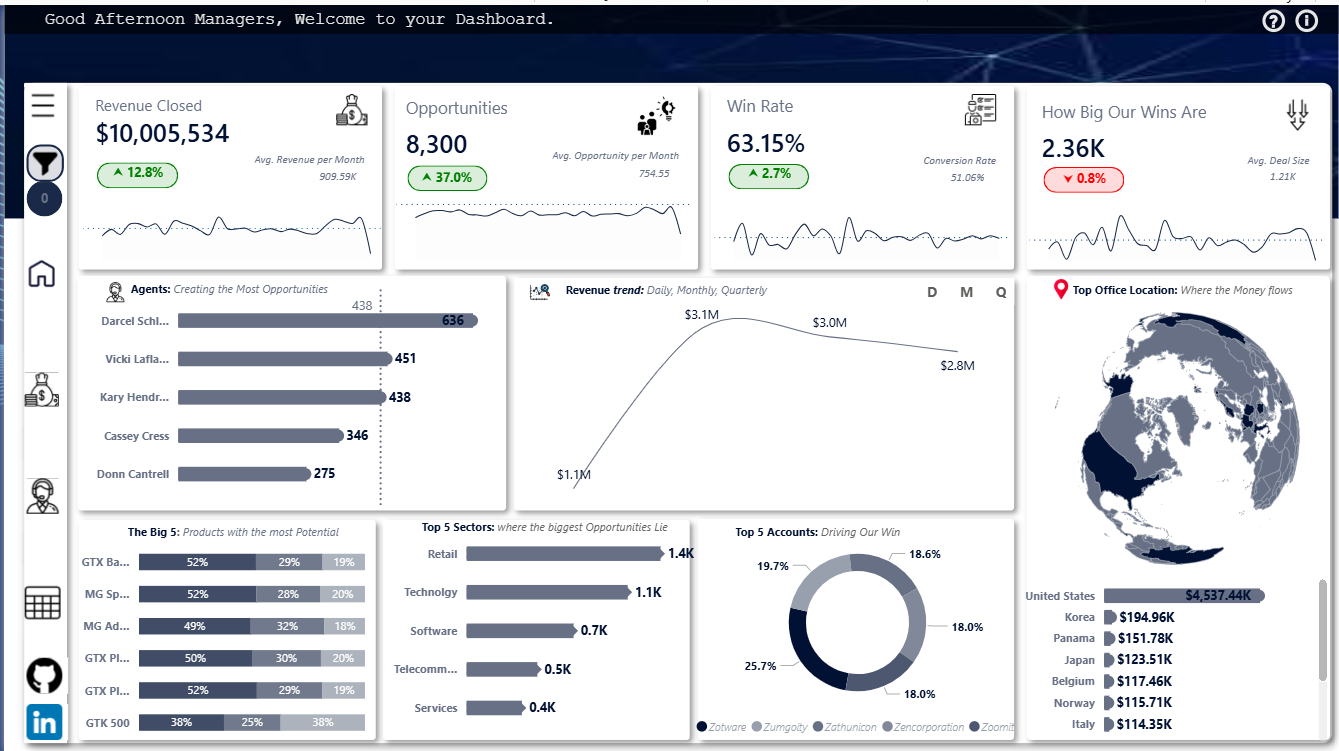 Good Afternoon Managers, Welcome to your Dashboard.
? i
Revenue Closed
$10,005,534
12.8%
Avg. Revenue per Month
909.59K
Opportunities
8,300
37.0%
Avg. Opportunity per Month
754.55
Win Rate
63.15%
2.7%
Conversion Rate
51.06%
How Big Our Wins Are
2.36K
0.8%
Avg. Deal Size
1.21K
0
Agents: Creating the Most Opportunities
438
Darcel Schl... 636
Vicki Lafla... 451
Kary Hendr... 438
Cassey Cress 346
Donn Cantrell 275
Revenue trend: Daily, Monthly, Quarterly
D M Q
$1.1M
$3.1M
$3.0M
$2.8M
Top Office Location: Where the Money flows
United States $4,537.44K
Korea $194.96K
Panama $151.78K
Japan $123.51K
Belgium $117.46K
Norway $115.71K
Italy $114.35K
The Big 5: Products with the most Potential
GTX Ba... 52% 29% 19%
MG Sp... 52% 28% 20%
MG Ad... 49% 32% 18%
GTX Pl... 50% 30% 20%
GTX Pl... 52% 29% 19%
GTK 500 38% 25% 38%
Top 5 Sectors: where the biggest Opportunities Lie
Retail 1.4K
Technolgy 1.1K
Software 0.7K
Telecomm... 0.5K
Services 0.4K
Top 5 Accounts: Driving Our Win
18.6%
19.7%
18.0%
25.7%
18.0%
Zotware Zumgoity Zathunicon Zencorporation Zoomit
in